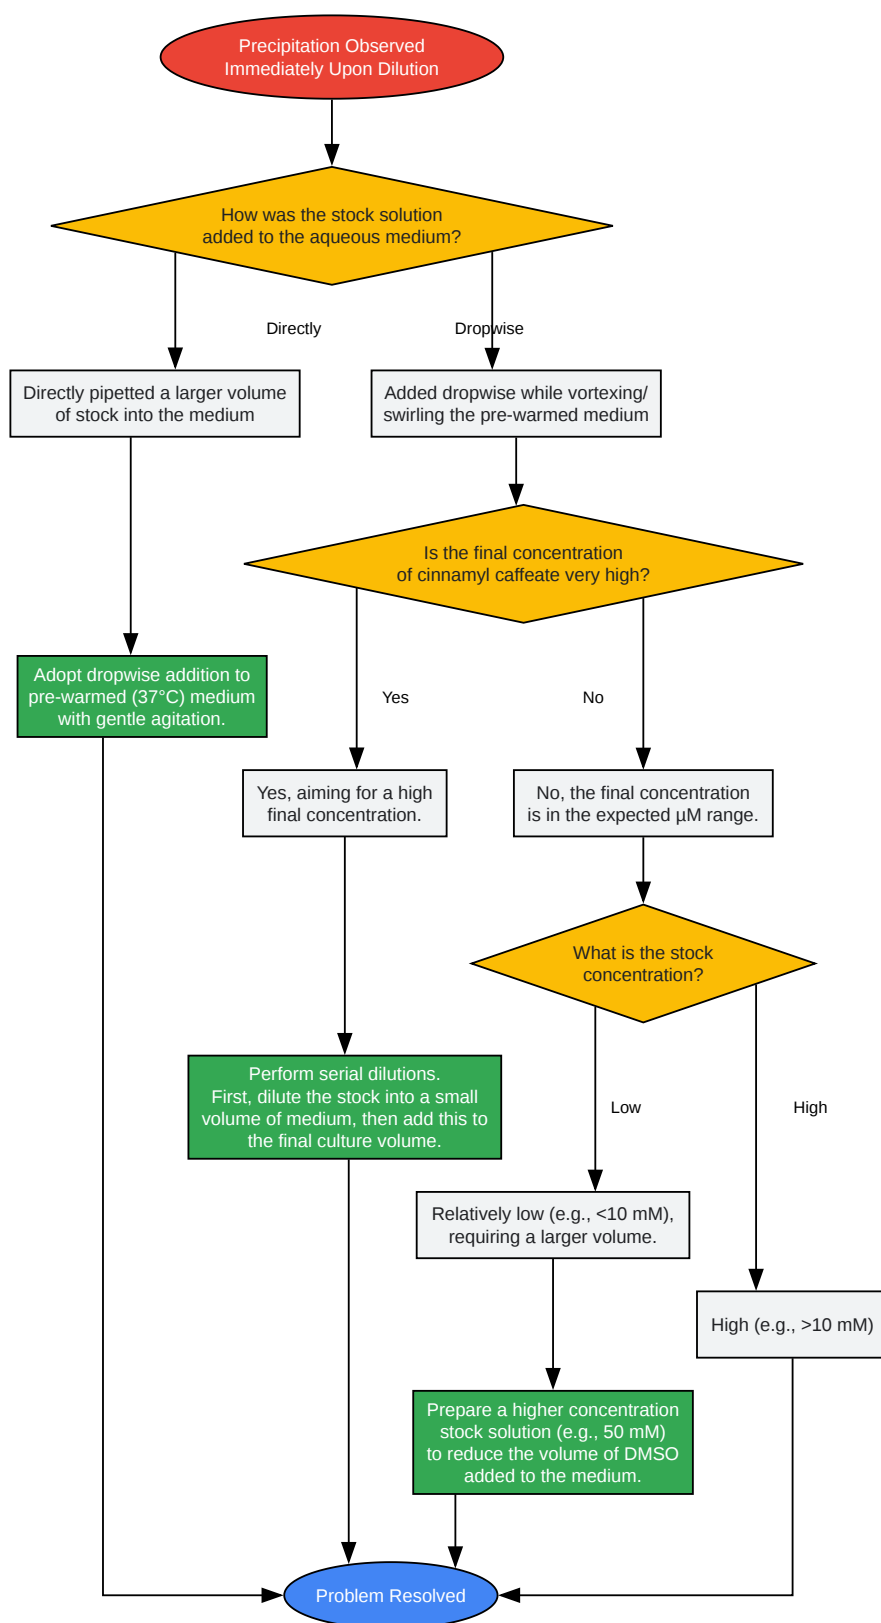 Precipitation Observed
Immediately Upon Dilution
How was the stock solution
added to the aqueous medium?
Directly
Dropwise
Directly pipetted a larger volume
of stock into the medium
Added dropwise while vortexing/
swirling the pre-warmed medium
Is the final concentration
of cinnamyl caffeate very high?
Adopt dropwise addition to
pre-warmed (37°C) medium
with gentle agitation.
Yes
No
Yes, aiming for a high
final concentration.
No, the final concentration
is in the expected µM range.
What is the stock
concentration?
Perform serial dilutions.
First, dilute the stock into a small
volume of medium, then add this to
the final culture volume.
Low
High
Relatively low (e.g., <10 mM),
requiring a larger volume.
High (e.g., >10 mM)
Prepare a higher concentration
stock solution (e.g., 50 mM)
to reduce the volume of DMSO
added to the medium.
Problem Resolved